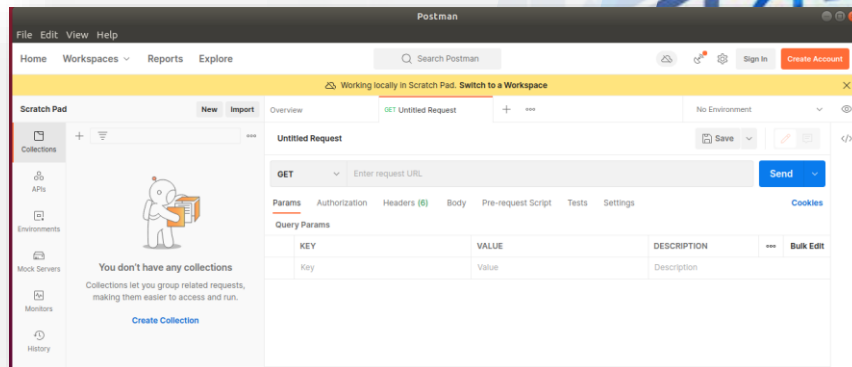 Postman
File Edit View Help
Home Workspaces Reports Explore Search Postman Sign In Create Account
Working locally in Scratch Pad. Switch to a Workspace
Scratch Pad New Import Overview GET Untitled Request No Environment
Collections
Untitled Request Save
APIs
GET Enter request URL Send
Environments
Params Authorization Headers (6) Body Pre-request Script Tests Settings Cookies
Query Params
KEY VALUE DESCRIPTION Bulk Edit
Key Value Description
Mock Servers
Monitors
History
You don't have any collections
Collections let you group related requests,
making them easier to access and run.
Create Collection